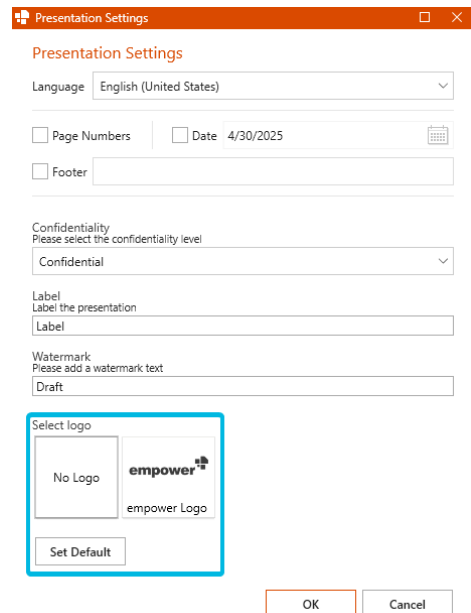 Presentation Settings
Presentation Settings
Language English (United States)
Page Numbers Date 4/30/2025
Footer
Confidentiality
Please select the confidentiality level
Confidential
Label
Label the presentation
Label
Watermark
Please add a watermark text
Draft
Select logo
No Logo empower
empower Logo
Set Default
OK Cancel